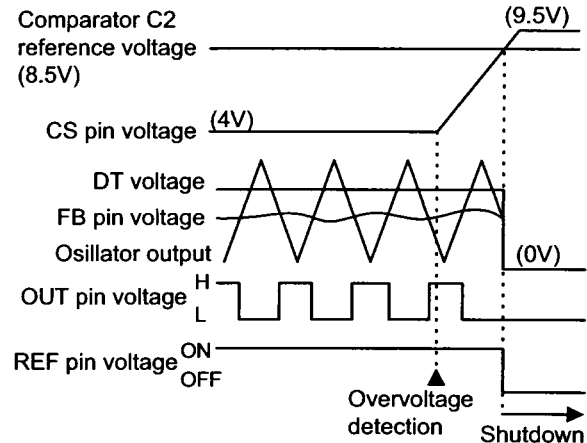 Comparator C2
reference voltage
(8.5V)
(9.5V)
CS pin voltage
(4V)
DT voltage
FB pin voltage
Osillator output
(0V)
OUT pin voltage
H
L
REF pin voltage
ON
OFF
Overvoltage
detection
Shutdown